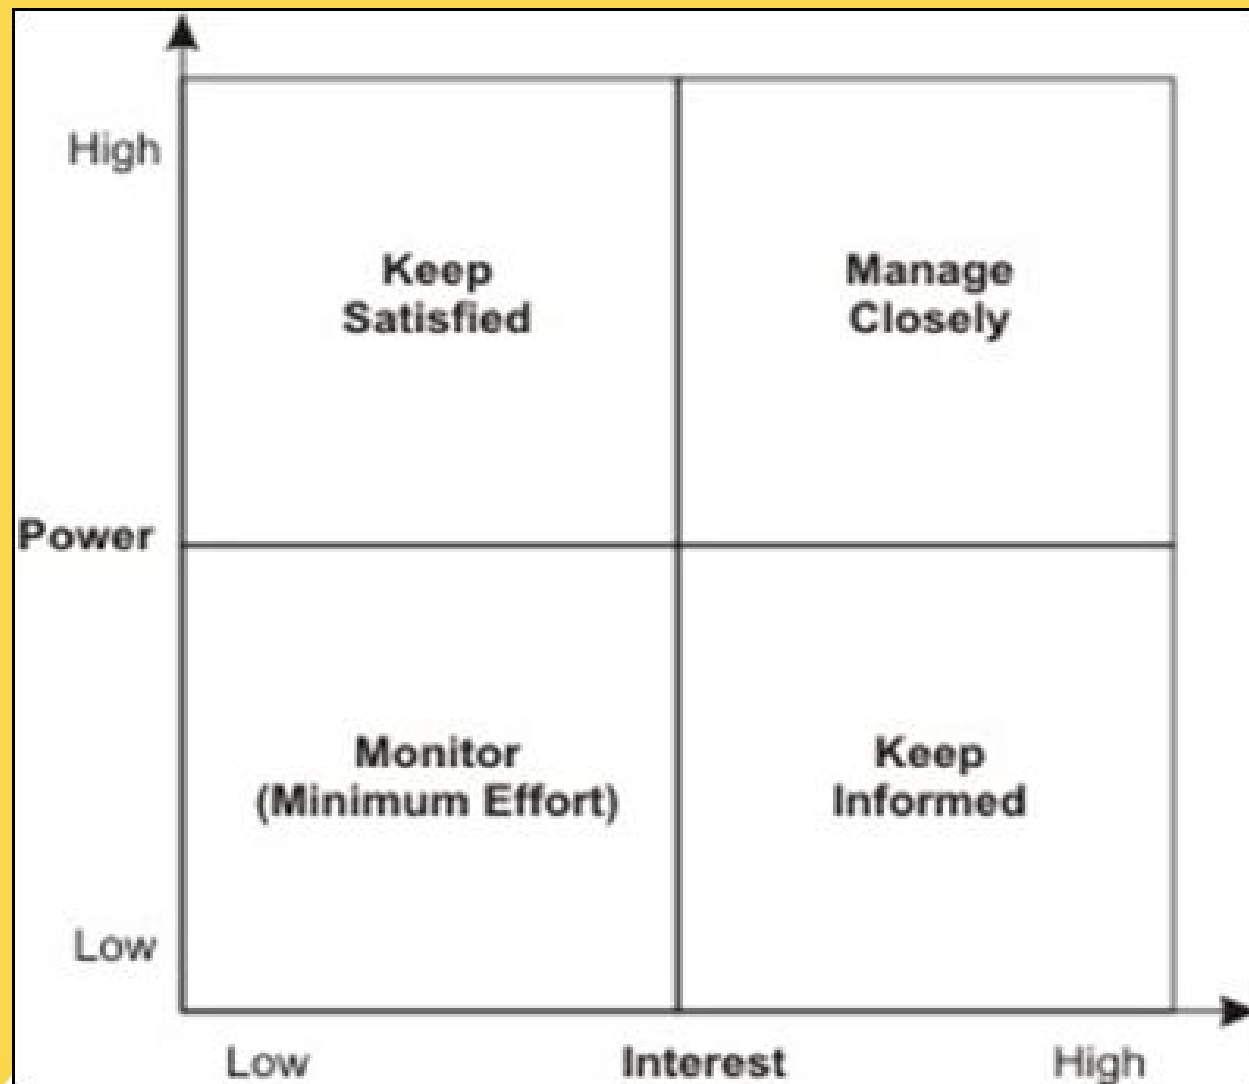 High
Keep
Satisfied
Manage
Closely
Power
Monitor
(Minimum Effort)
Keep
Informed
Low
Low
Interest
High